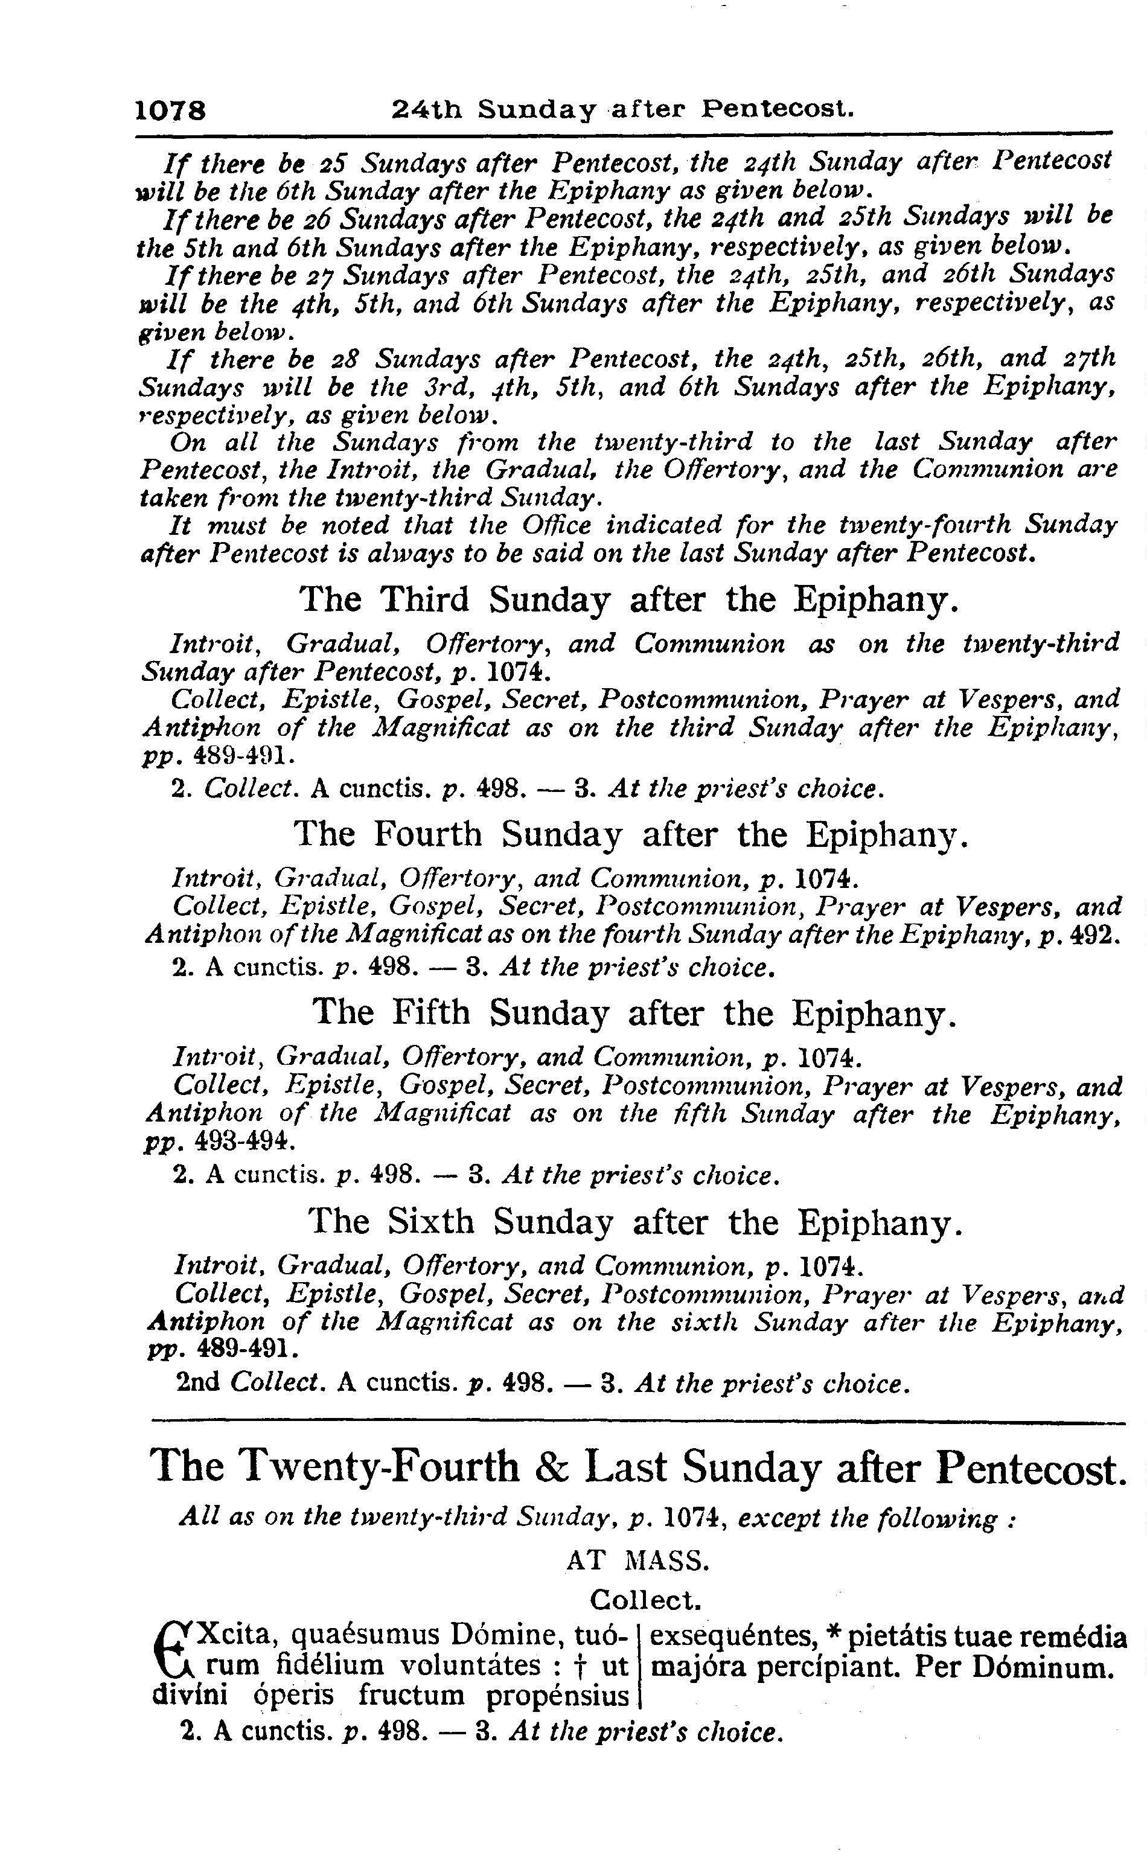 1078 24th Sunday after Pentecost.
If there be 25 Sundays after Pentecost, the 24th Sunday after Pentecost
will be the 6th Sunday after the Epiphany as given below.
If there be 26 Sundays after Pentecost, the 24th and 25th Sundays will be
the 5th and 6th Sundays after the Epiphany, respectively, as given below.
If there be 27 Sundays after Pentecost, the 24th, 25th, and 26th Sundays
will be the 4th, 5th, and 6th Sundays after the Epiphany, respectively, as
given below.
If there be 28 Sundays after Pentecost, the 24th, 25th, 26th, and 27th
Sundays will be the 3rd, 4th, 5th, and 6th Sundays after the Epiphany,
respectively, as given below.
On all the Sundays from the twenty-third to the last Sunday after
Pentecost, the Introit, the Gradual, the Offertory, and the Communion are
taken from the twenty-third Sunday.
It must be noted that the Office indicated for the twenty-fourth Sunday
after Pentecost is always to be said on the last Sunday after Pentecost.
The Third Sunday after the Epiphany.
Introit, Gradual, Offertory, and Communion as on the twenty-third
Sunday after Pentecost, p. 1074.
Collect, Epistle, Gospel, Secret, Postcommunion, Prayer at Vespers, and
Antiphon of the Magnificat as on the third Sunday after the Epiphany,
pp. 489-491.
2. Collect. A cunctis. p. 498. — 3. At the priest's choice.
The Fourth Sunday after the Epiphany.
Introit, Gradual, Offertory, and Communion, p. 1074.
Collect, Epistle, Gospel, Secret, Postcommunion, Prayer at Vespers, and
Antiphon of the Magnificat as on the fourth Sunday after the Epiphany, p. 492.
2. A cunctis. p. 498. — 3. At the priest's choice.
The Fifth Sunday after the Epiphany.
Introit, Gradual, Offertory, and Communion, p. 1074.
Collect, Epistle, Gospel, Secret, Postcommunion, Prayer at Vespers, and
Antiphon of the Magnificat as on the fifth Sunday after the Epiphany,
pp. 493-494.
2. A cunctis. p. 498. — 3. At the priest's choice.
The Sixth Sunday after the Epiphany.
Introit, Gradual, Offertory, and Communion, p. 1074.
Collect, Epistle, Gospel, Secret, Postcommunion, Prayer at Vespers, and
Antiphon of the Magnificat as on the sixth Sunday after the Epiphany,
pp. 489-491.
2nd Collect. A cunctis. p. 498. — 3. At the priest's choice.
The Twenty-Fourth & Last Sunday after Pentecost.
All as on the twenty-third Sunday, p. 1074, except the following :
AT MASS.
Collect.
EXcita, quaésumus Dómine, tuó-
rum fidélium voluntátes : † ut
divíni óperis fructum propénsius
exsequéntes, * pietátis tuae remédia
majóra percípiant. Per Dóminum.
2. A cunctis. p. 498. — 3. At the priest's choice.